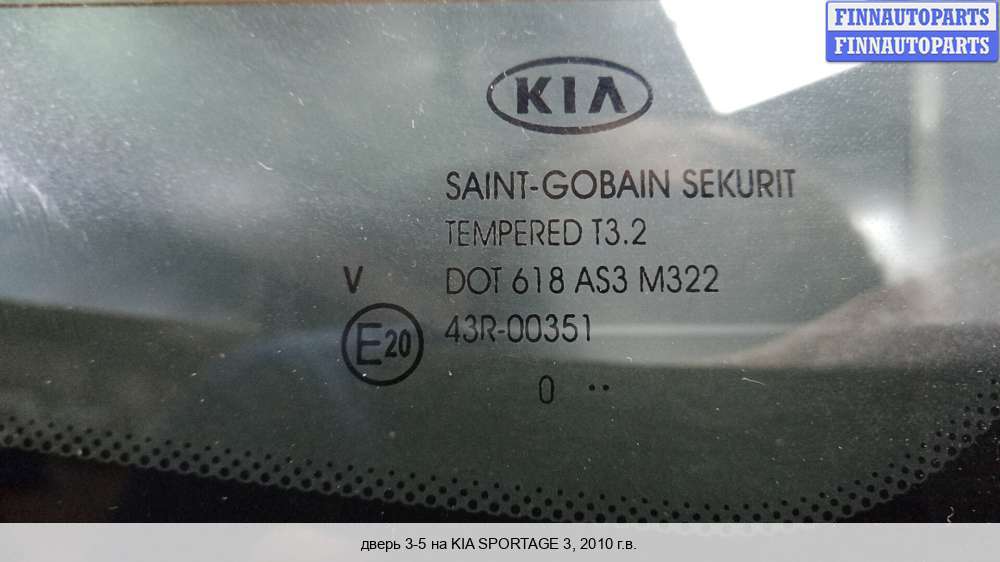 FINNAUTOPARTS
FINNAUTOPARTS
KIA
SAINT-GOBAIN SEKURIT
TEMPERED T3.2
V DOT 618 AS3 M322
E20 43R-00351
0 ··
дверь 3-5 на KIA SPORTAGE 3, 2010 г.в.